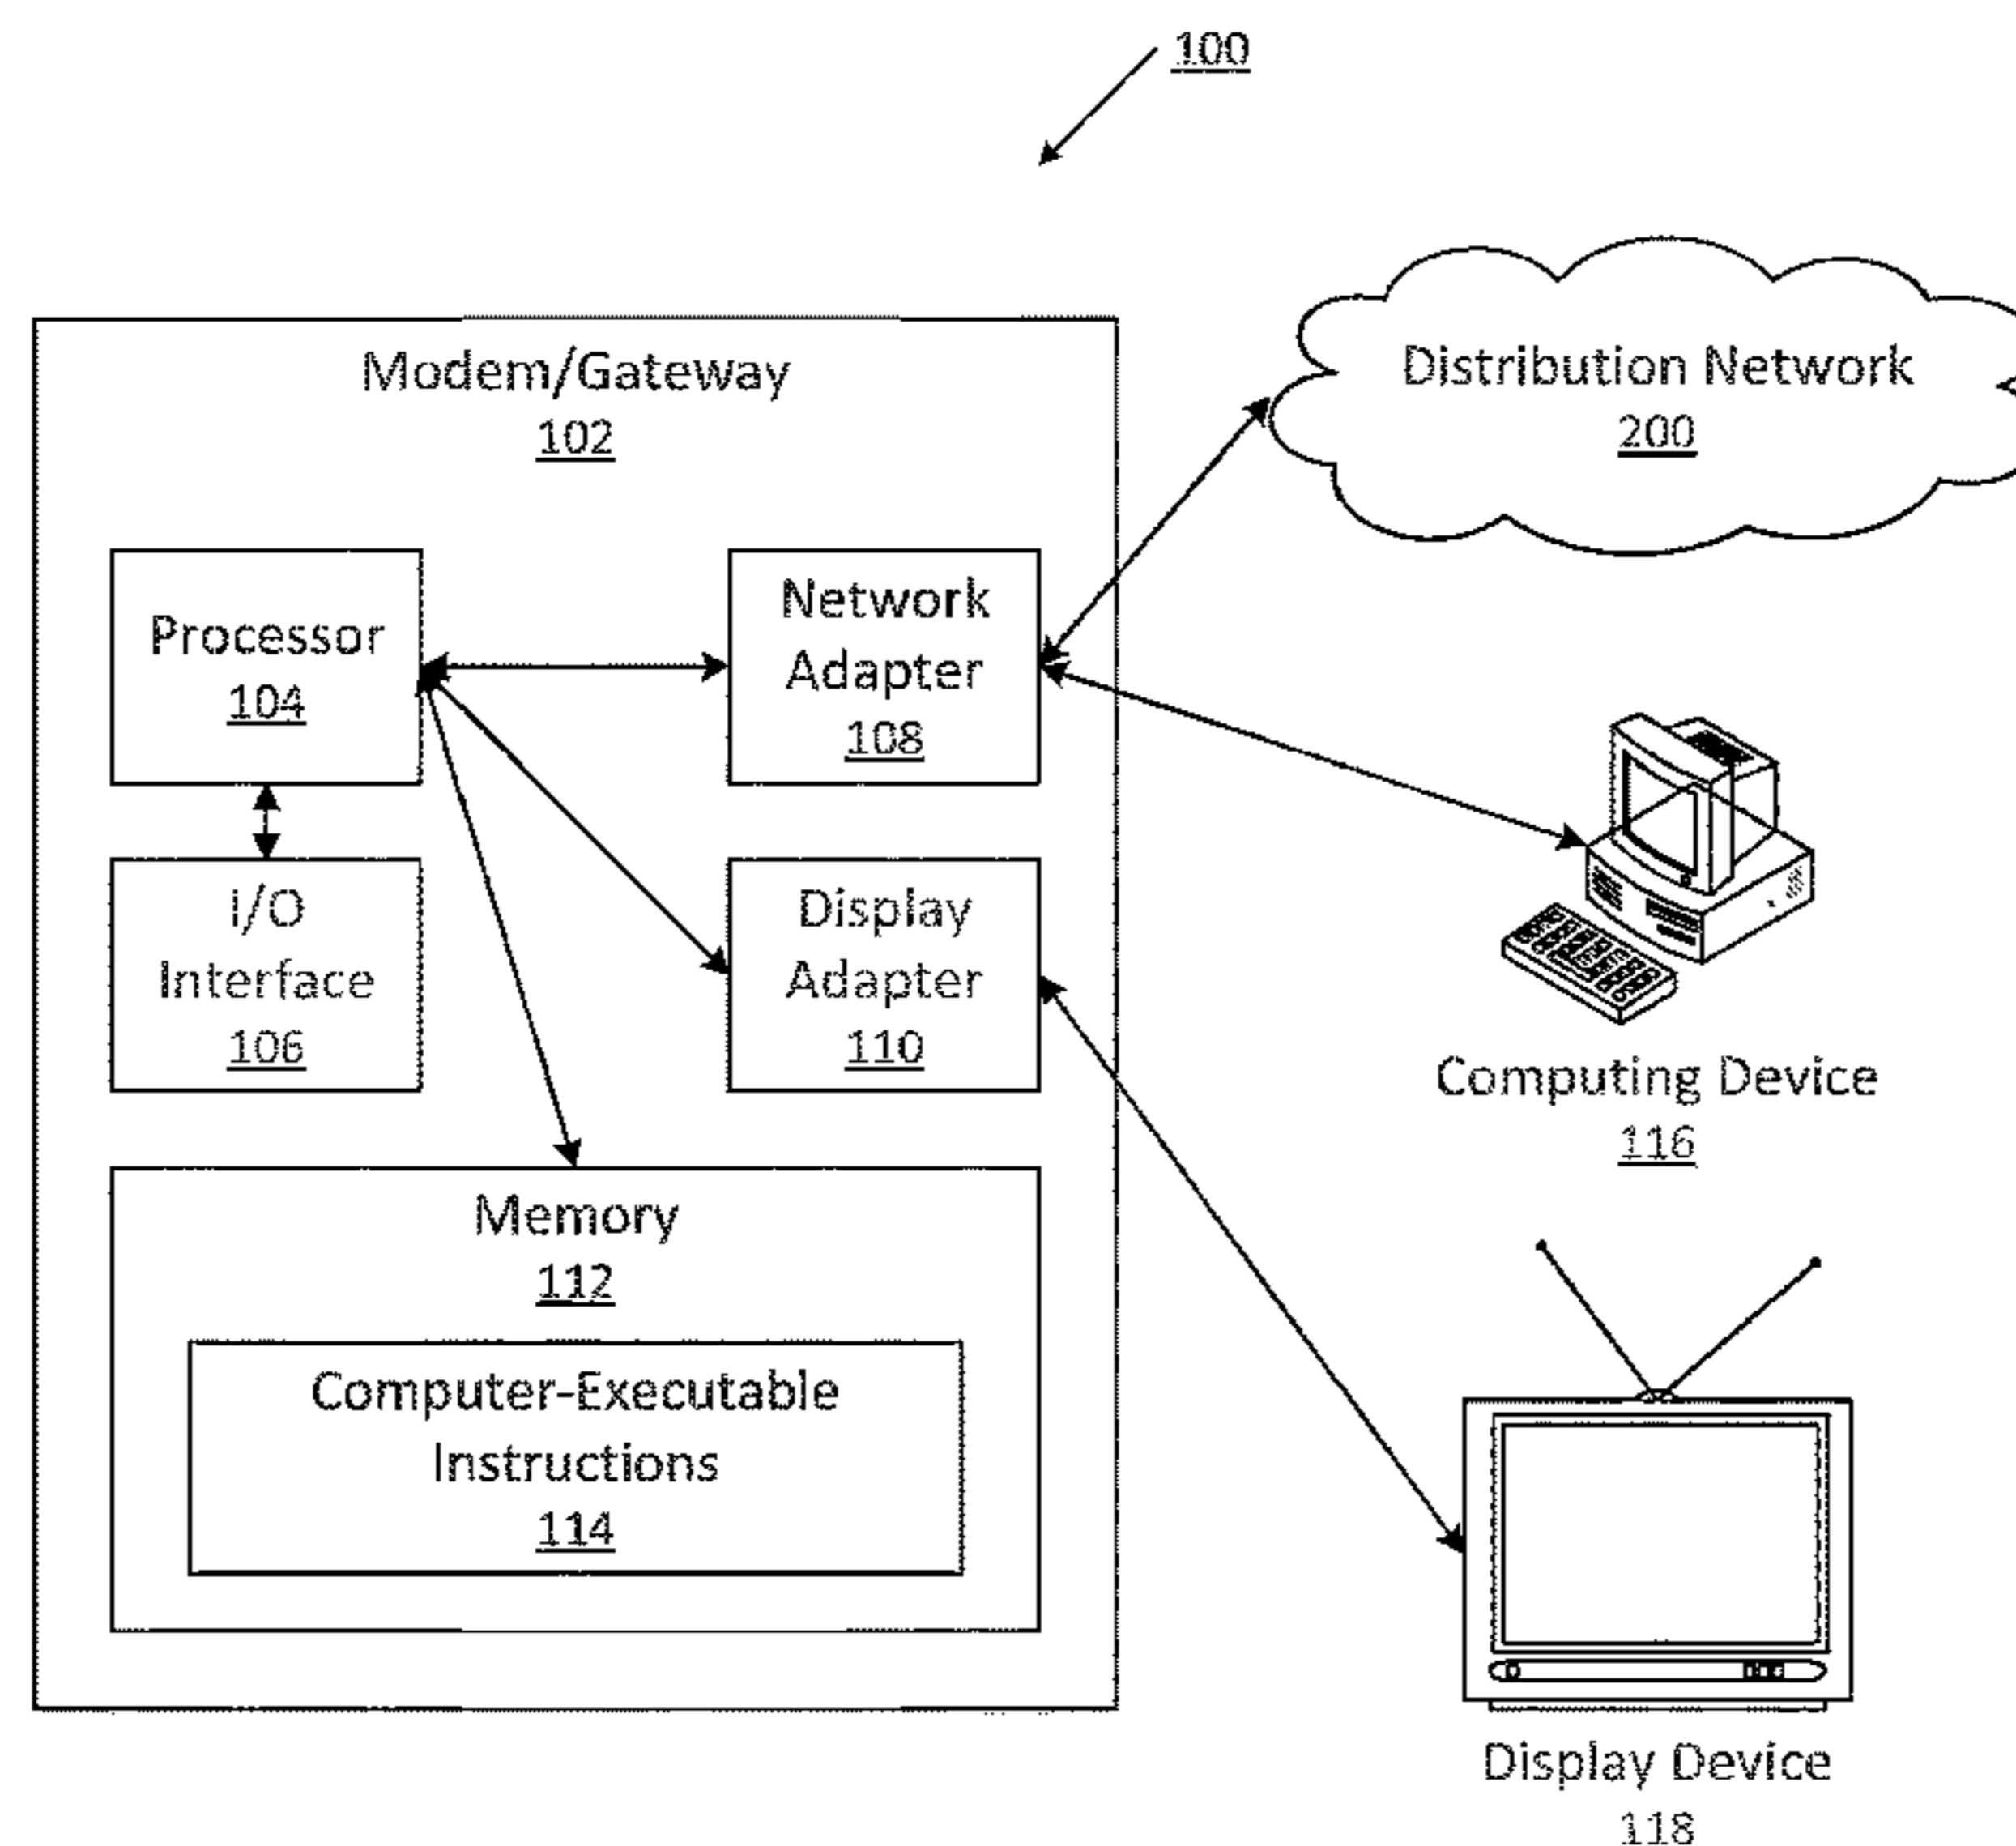 100
Modem/Gateway
102
Distribution Network
200
Processor
104
Network
Adapter
108
I/O
Interface
106
Display
Adapter
110
Computing Device
116
Memory
112
Computer-Executable
Instructions
114
Display Device
118